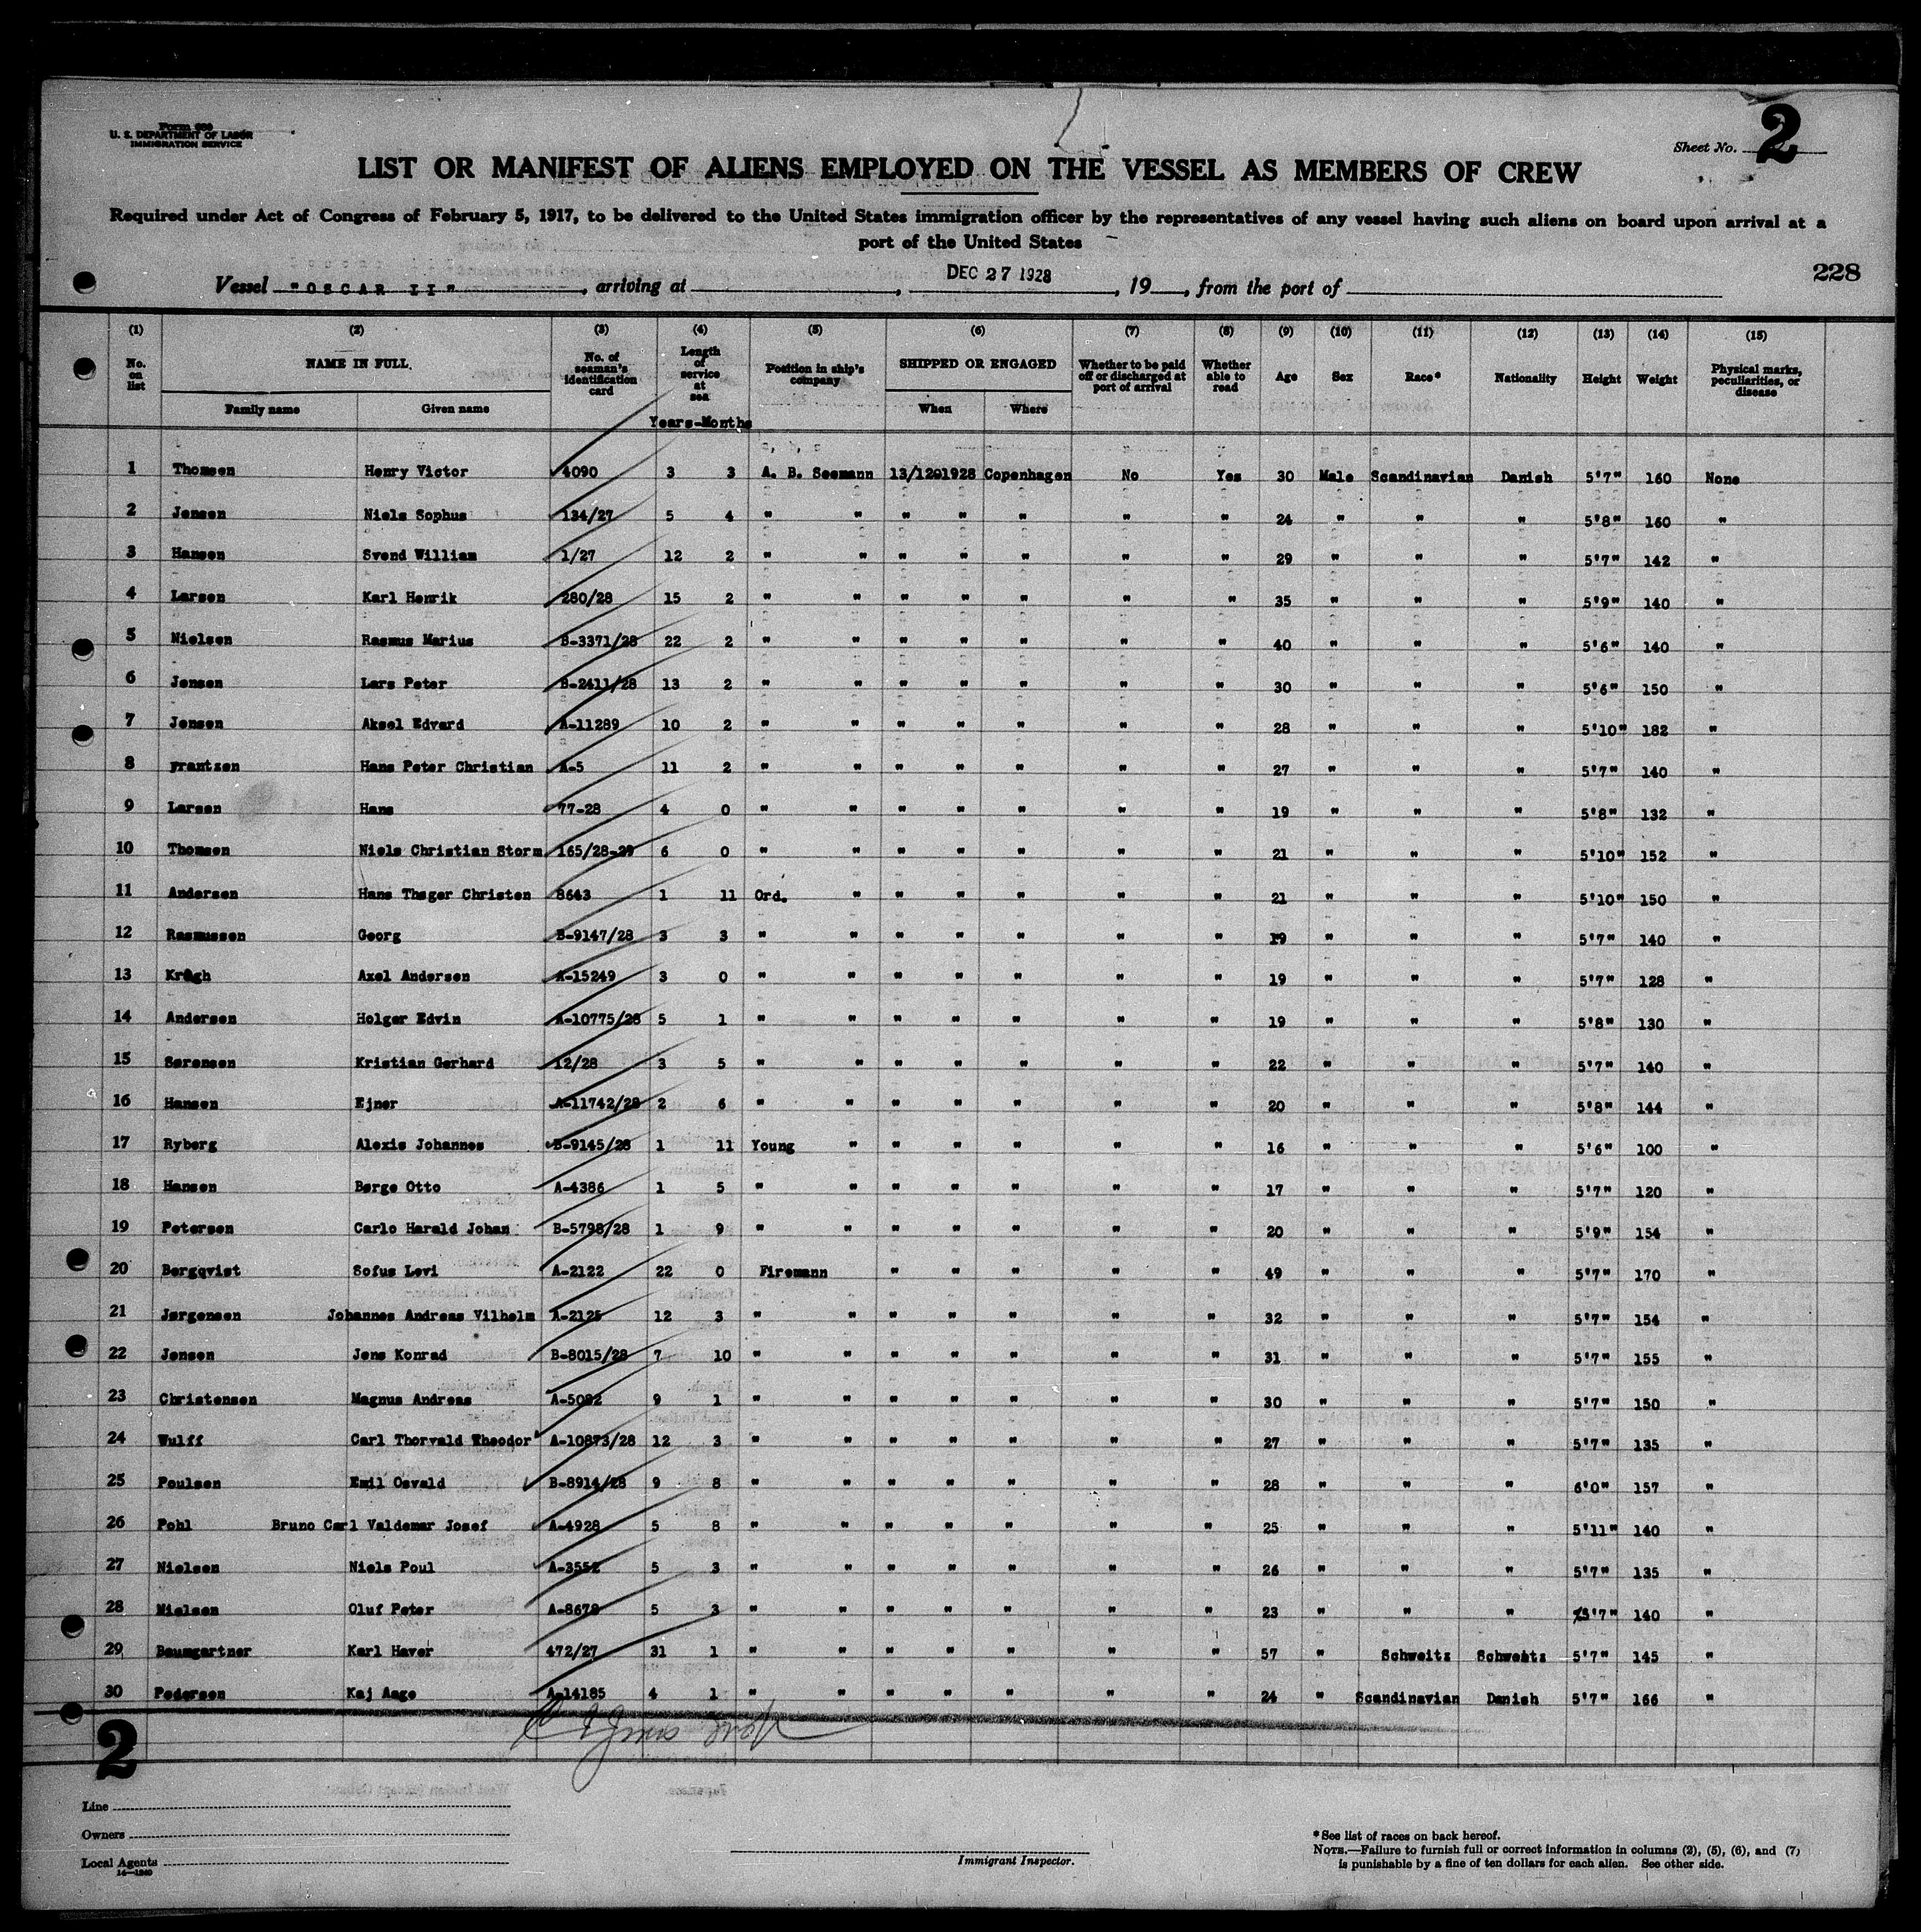 Form 689
U. S. DEPARTMENT OF LABOR
IMMIGRATION SERVICE
Sheet No. 2
LIST OR MANIFEST OF ALIENS EMPLOYED ON THE VESSEL AS MEMBERS OF CREW
Required under Act of Congress of February 5, 1917, to be delivered to the United States immigration officer by the representatives of any vessel having such aliens on board upon arrival at a
port of the United States
Vessel "OSCAR II", arriving at , DEC 27 1928, 19 , from the port of
228
(1) (2) (3) (4) (5) (6) (7) (8) (9) (10) (11) (12) (13) (14) (15)
No. on list NAME IN FULL Family name Given name No. of seaman's identification card Length of service at sea Years-Months Position in ship's company SHIPPED OR ENGAGED When Where Whether to be paid off or discharged at port of arrival Whether able to read Age Sex Race* Nationality Height Weight Physical marks, peculiarities, or disease
1 Thomsen Henry Victor 4090 3 3 A. B. Seemann 13/12-1928 Copenhagen No Yes 30 Male Scandinavian Danish 5'7" 160 None
2 Jensen Niels Sophus 134/27 5 4 " " " " " " " 24 " " " 5'8" 160 "
3 Hansen Svend William 1/27 12 2 " " " " " " " 29 " " " 5'7" 142 "
4 Larsen Karl Henrik 280/28 15 2 " " " " " " " 35 " " " 5'9" 140 "
5 Nielsen Rasmus Marius B-3371/28 22 2 " " " " " " " 40 " " " 5'6" 140 "
6 Jensen Lars Peter B-2411/28 13 2 " " " " " " " 30 " " " 5'6" 150 "
7 Jensen Aksel Edvard A-11289 10 2 " " " " " " " 28 " " " 5'10" 182 "
8 Frantzen Hans Peter Christian A-5 11 2 " " " " " " " 27 " " " 5'7" 140 "
9 Larsen Hans 77-28 4 0 " " " " " " " 19 " " " 5'8" 132 "
10 Thomsen Niels Christian Storm 165/28-29 6 0 " " " " " " " 21 " " " 5'10" 152 "
11 Andersen Hans Thøger Christen 8643 1 11 Ord. " " " " " " 21 " " " 5'10" 150 "
12 Rasmussen Georg B-9147/28 3 3 " " " " " " " 19 " " " 5'7" 140 "
13 Krogh Axel Andersen A-15249 3 0 " " " " " " " 19 " " " 5'7" 128 "
14 Andersen Holger Edvin A-10775/28 5 1 " " " " " " " 19 " " " 5'8" 130 "
15 Sørensen Kristian Gerhard 12/28 3 5 " " " " " " " 22 " " " 5'7" 140 "
16 Hansen Ejner A-11742/28 2 6 " " " " " " " 20 " " " 5'8" 144 "
17 Ryberg Alexis Johannes B-9145/28 1 11 Young " " " " " " 16 " " " 5'6" 100 "
18 Hansen Børge Otto A-4386 1 5 " " " " " " " 17 " " " 5'7" 120 "
19 Petersen Carlo Harald Johan B-5798/28 1 9 " " " " " " " 20 " " " 5'9" 154 "
20 Bergqvist Sofus Levi A-2122 22 0 Firemann " " " " " 49 " " " 5'7" 170 "
21 Jørgensen Johannes Andreas Vilhelm A-2125 12 3 " " " " " " " 32 " " " 5'7" 154 "
22 Jensen Jens Konrad B-8015/28 7 10 " " " " " " " 31 " " " 5'7" 155 "
23 Christensen Magnus Andreas A-5082 9 1 " " " " " " " 30 " " " 5'7" 150 "
24 Wulff Carl Thorvald Theodor A-10873/28 12 3 " " " " " " " 27 " " " 5'7" 135 "
25 Poulsen Emil Osvald B-8914/28 9 8 " " " " " " " 28 " " " 6'0" 157 "
26 Pohl Bruno Carl Valdemar Josef A-4928 5 8 " " " " " " " 25 " " " 5'11" 140 "
27 Nielsen Niels Poul A-3552 5 3 " " " " " " " 26 " " " 5'7" 135 "
28 Nielsen Oluf Peter A-8678 5 3 " " " " " " " 23 " " " 5'7" 140 "
29 Baumgartner Karl Haver 472/27 31 1 " " " " " " " 57 " Schweitz Schweitz 5'7" 145 "
30 Pedersen Kaj Aage A-14185 4 1 " " " " " " " 24 " Scandinavian Danish 5'7" 166 "
2
Line
Owners
Local Agents
14—1240
Immigrant Inspector.
*See list of races on back hereof.
NOTE.—Failure to furnish full or correct information in columns (2), (5), (6), and (7)
is punishable by a fine of ten dollars for each alien. See other side.